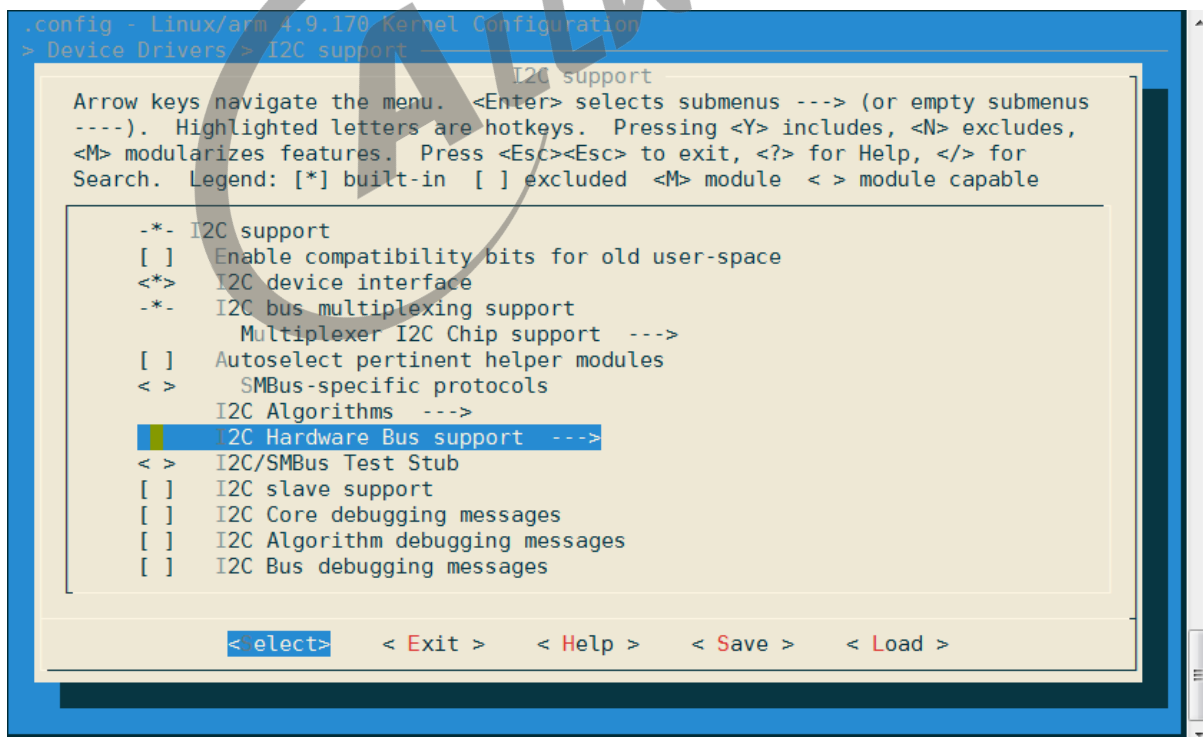 .config - Linux/arm 4.9.170 Kernel Configuration
> Device Drivers > I2C support
I2C support
Arrow keys navigate the menu. <Enter> selects submenus ---> (or empty submenus
----). Highlighted letters are hotkeys. Pressing <Y> includes, <N> excludes,
<M> modularizes features. Press <Esc><Esc> to exit, <?> for Help, </> for
Search. Legend: [*] built-in [ ] excluded <M> module < > module capable
-*- I2C support
[ ] Enable compatibility bits for old user-space
<*> I2C device interface
-*- I2C bus multiplexing support
Multiplexer I2C Chip support --->
[ ] Autoselect pertinent helper modules
< > SMBus-specific protocols
I2C Algorithms --->
I2C Hardware Bus support --->
< > I2C/SMBus Test Stub
[ ] I2C slave support
[ ] I2C Core debugging messages
[ ] I2C Algorithm debugging messages
[ ] I2C Bus debugging messages
<Select> < Exit > < Help > < Save > < Load >